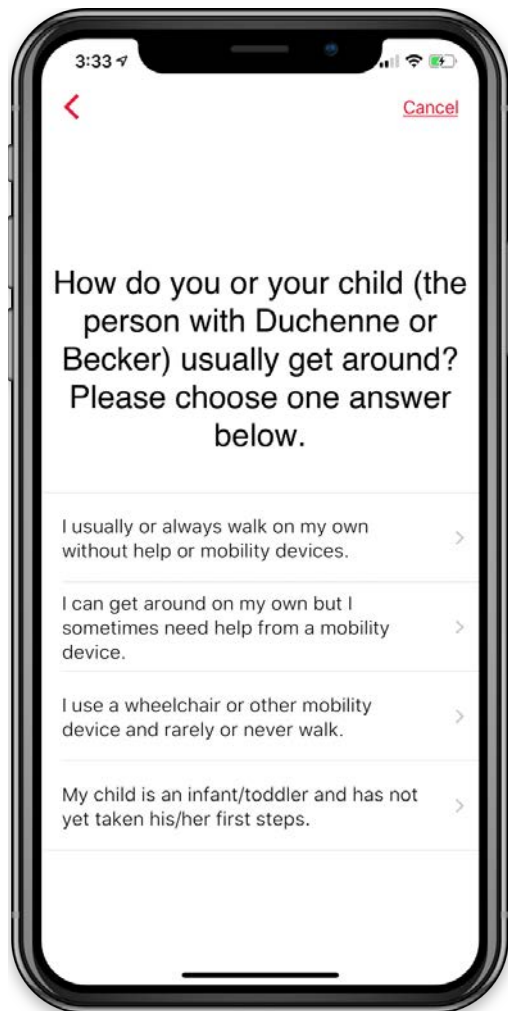 3:33
Cancel
How do you or your child (the
person with Duchenne or
Becker) usually get around?
Please choose one answer
below.
I usually or always walk on my own
without help or mobility devices.
I can get around on my own but I
sometimes need help from a mobility
device.
I use a wheelchair or other mobility
device and rarely or never walk.
My child is an infant/toddler and has not
yet taken his/her first steps.